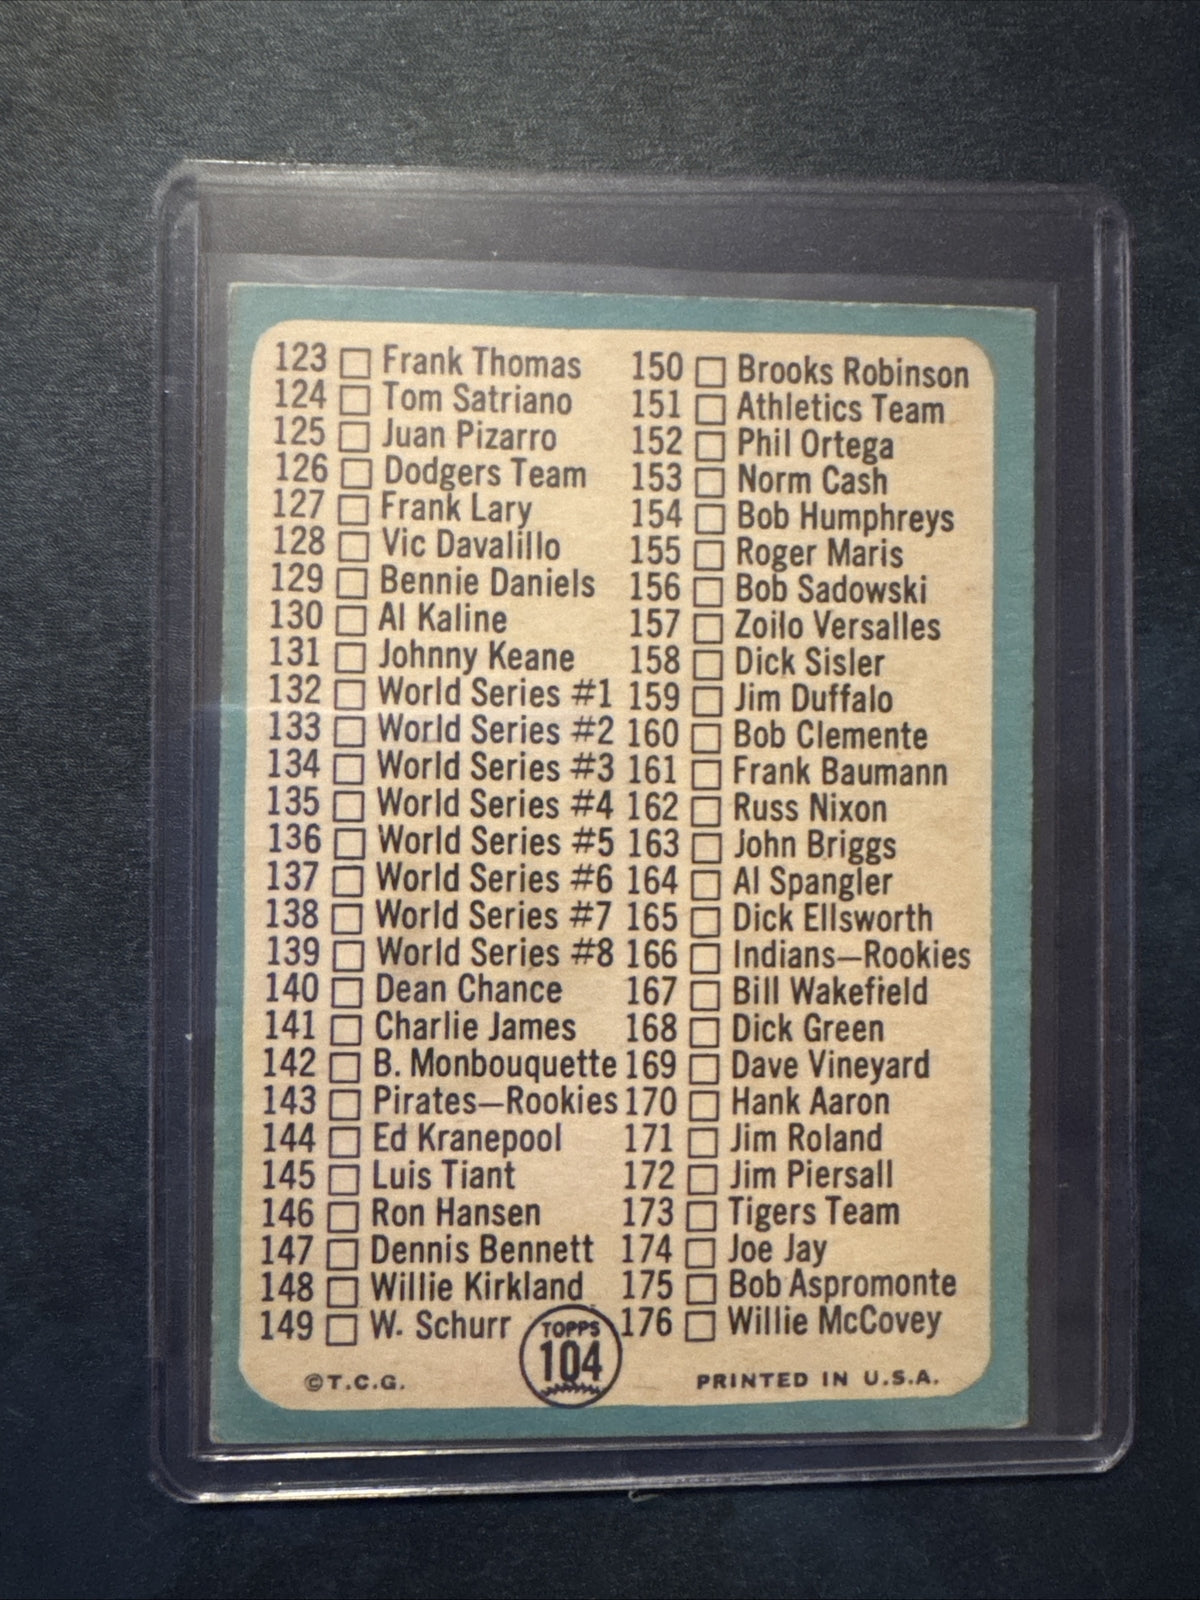 123 Frank Thomas
124 Tom Satriano
125 Juan Pizarro
126 Dodgers Team
127 Frank Lary
128 Vic Davalillo
129 Bennie Daniels
130 Al Kaline
131 Johnny Keane
132 World Series #1
133 World Series #2
134 World Series #3
135 World Series #4
136 World Series #5
137 World Series #6
138 World Series #7
139 World Series #8
140 Dean Chance
141 Charlie James
142 B. Monbouquette
143 Pirates—Rookies
144 Ed Kranepool
145 Luis Tiant
146 Ron Hansen
147 Dennis Bennett
148 Willie Kirkland
149 W. Schurr
150 Brooks Robinson
151 Athletics Team
152 Phil Ortega
153 Norm Cash
154 Bob Humphreys
155 Roger Maris
156 Bob Sadowski
157 Zoilo Versalles
158 Dick Sisler
159 Jim Duffalo
160 Bob Clemente
161 Frank Baumann
162 Russ Nixon
163 John Briggs
164 Al Spangler
165 Dick Ellsworth
166 Indians—Rookies
167 Bill Wakefield
168 Dick Green
169 Dave Vineyard
170 Hank Aaron
171 Jim Roland
172 Jim Piersall
173 Tigers Team
174 Joe Jay
175 Bob Aspromonte
176 Willie McCovey
TOPPS
104
©T.C.G.
PRINTED IN U.S.A.